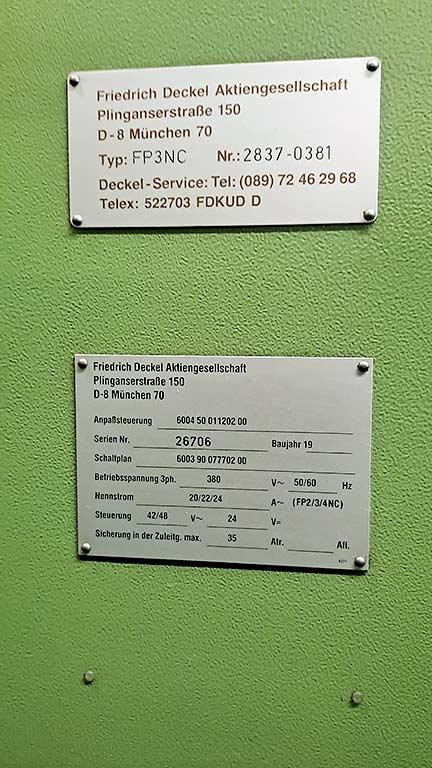 Friedrich Deckel Aktiengesellschaft
Plinganserstraße 150
D-8 München 70
Typ: FP3NC Nr.: 2837-0381
Deckel-Service: Tel: (089) 72 46 29 68
Telex: 522703 FDKUD D
Friedrich Deckel Aktiengesellschaft
Plinganserstraße 150
D-8 München 70
Anpaßsteuerung 6004 50 011202 00
Serien Nr. 26706 Baujahr 19
Schaltplan 6003 90 077702 00
Betriebsspannung 3ph. 380 V~ 50/60 Hz
Nennstrom 20/22/24 A~ (FP2/3/4NC)
Steuerung 42/48 V~ 24 V=
Sicherung in der Zuleitg. max. 35 Atr. Afl.